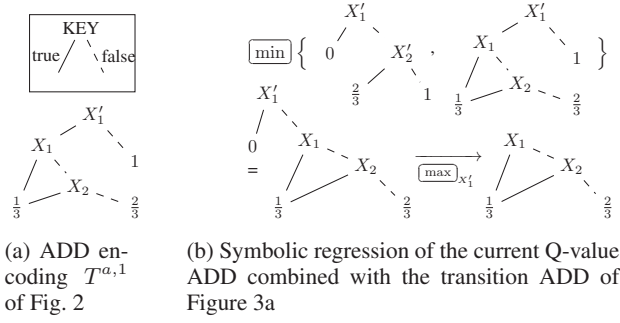 KEY
true false
X′₁
X₁
1
X₂
1/3 2/3
(a) ADD en-
coding T^{a,1}
of Fig. 2
min { X′₁ 0 X′₂ 2/3 1 , X′₁ X₁ 1 X₂ 1/3 2/3 }
X′₁
0
X₁
X₂
1/3 2/3
=
max X′₁
X₁
X₂
1/3 2/3
(b) Symbolic regression of the current Q-value
ADD combined with the transition ADD of
Figure 3a